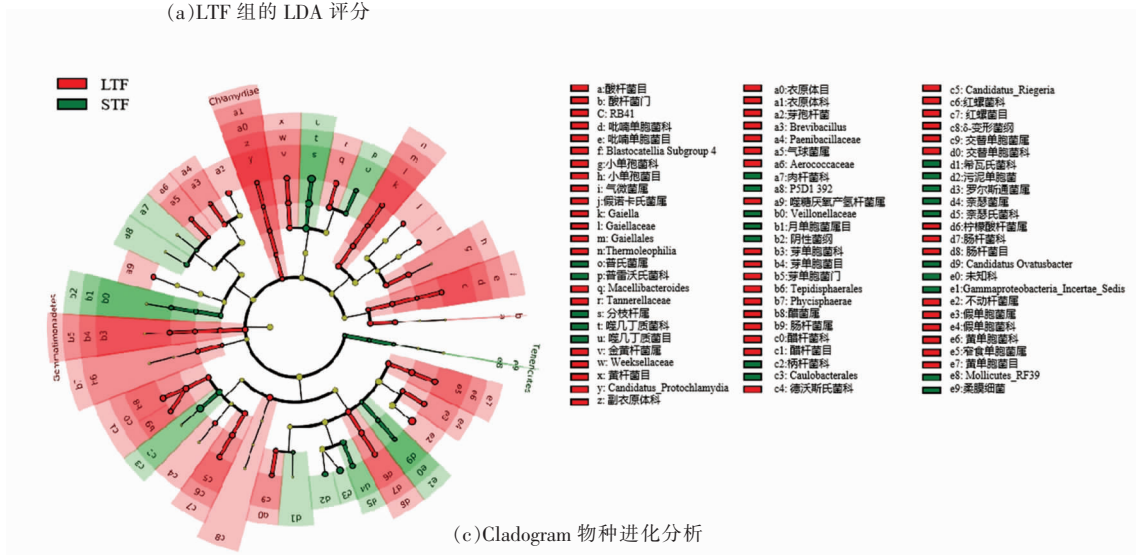 (a)LTF 组的 LDA 评分
LTF
STF
Chlamydiae
Gemmatimonadetes
Tenericutes
a:酸杆菌目
b: 酸杆菌门
C: RB41
d: 吡喃单胞菌科
e: 吡喃单胞菌目
f: Blastocatellia Subgroup 4
g:小单孢菌科
h: 小单孢菌目
i: 气微菌属
j:假诺卡氏菌属
k: Gaiella
l: Gaiellaceae
m: Gaiellales
n:Thermoleophilia
o:普氏菌属
p:普雷沃氏菌科
q: Macellibacteroides
r: Tannerellaceae
s: 分枝杆属
t: 噬几丁质菌科
u: 噬几丁质菌目
v: 金黄杆菌属
w: Weeksellaceae
x: 黄杆菌目
y: Candidatus_Protochlamydia
z: 副衣原体科
a0:衣原体目
a1:衣原体科
a2:芽孢杆菌
a3: Brevibacillus
a4: Paenibacillaceae
a5:气球菌属
a6: Aerococcaceae
a7:肉杆菌科
a8: P5D1 392
a9: 噬糖厌氧产氢杆菌属
b0: Veillonellaceae
b1:月单胞菌属目
b2: 阴性菌纲
b3: 芽单胞菌科
b4: 芽单胞菌目
b5:芽单胞菌门
b6: Tepidisphaerales
b7: Phycisphaerae
b8:醋菌属
b9: 肠杆菌属
c0:醋杆菌科
c1: 醋杆菌目
c2:柄杆菌科
c3: Caulobacterales
c4: 德沃斯氏菌科
c5: Candidatus_Riegeria
c6:红螺菌科
c7: 红螺菌目
c8:δ-变形菌纲
c9: 交替单胞菌属
d0: 交替单胞菌科
d1:希瓦氏菌科
d2:污泥单胞菌
d3: 罗尔斯通菌属
d4: 奈瑟菌属
d5: 奈瑟氏菌科
d6:柠檬酸杆菌属
d7:肠杆菌科
d8: 肠杆菌目
d9: Candidatus Ovatusbacter
e0: 未知科
e1:Gammaproteobacteria_Incertae_Sedis
e2: 不动杆菌属
e3: 假单胞菌属
e4: 假单胞菌科
e6: 黄单胞菌科
e5:窄食单胞菌属
e7: 黄单胞菌目
e8: Mollicutes_RF39
e9:柔膜细菌
(c)Cladogram 物种进化分析